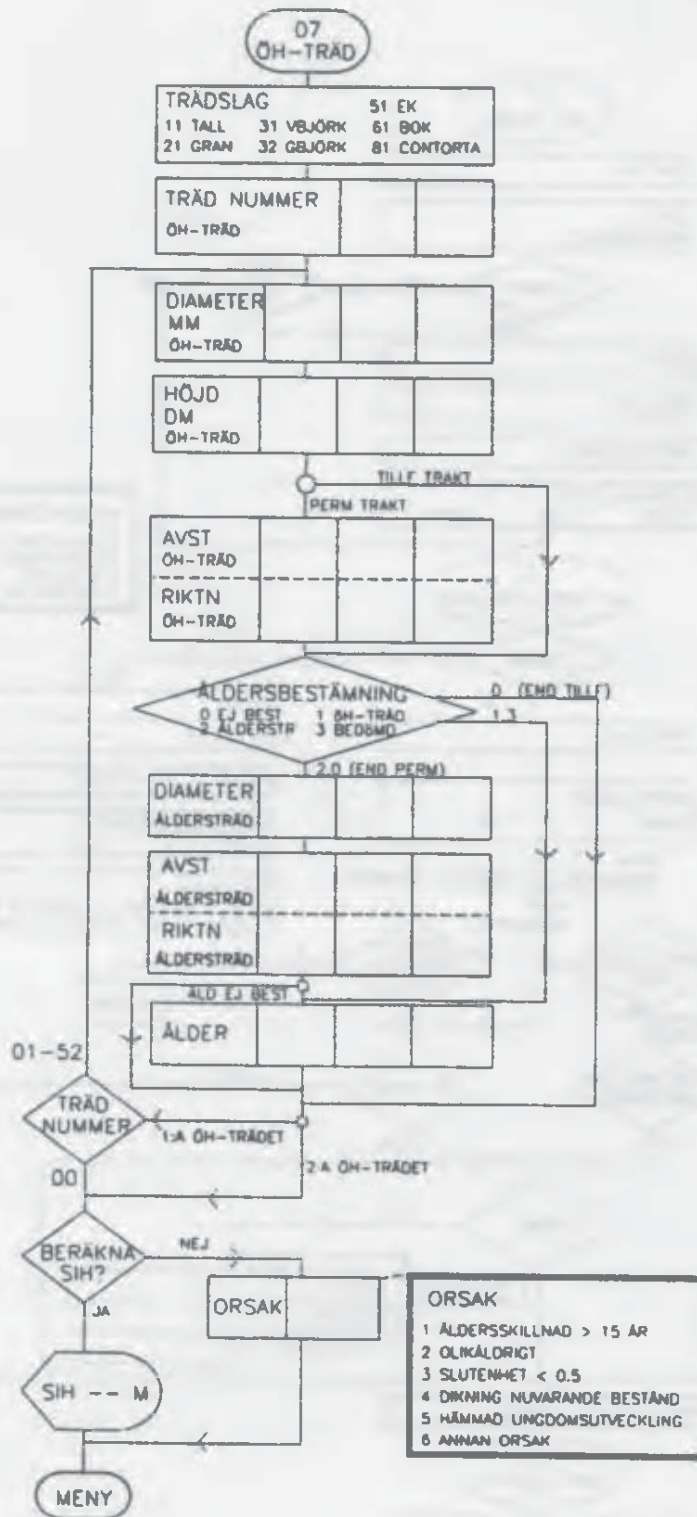 07
ÖH-TRÄD
TRÄDSLAG
51 EK
11 TALL 31 VBJÖRK 61 BOK
21 GRAN 32 GBJÖRK 81 CONTORTA
TRÄD NUMMER
ÖH-TRÄD
DIAMETER
MM
ÖH-TRÄD
HÖJD
DM
ÖH-TRÄD
TILLF TRAKT
PERM TRAKT
AVST
ÖH-TRÄD
RIKTN
ÖH-TRÄD
ÅLDERSBESTÄMNING
0 EJ BEST 1 ÖH-TRÄD
2 ÅLDERSTR 3 BEDÖMD
0 (END TILLF)
1,3
2,0 (END PERM)
DIAMETER
ÅLDERSTRÄD
AVST
ÅLDERSTRÄD
RIKTN
ÅLDERSTRÄD
ÅLD EJ BEST
ÅLDER
01-52
TRÄD
NUMMER
1:A ÖH-TRÄDET
2:A ÖH-TRÄDET
00
BERÄKNA
SIH?
NEJ
JA
ORSAK
SIH -- M
MENY
ORSAK
1 ÅLDERSSKILLNAD > 15 ÅR
2 OLIKÅLDRIGT
3 SLUTENHET < 0.5
4 DIKNING NUVARANDE BESTÅND
5 HÄMMAD UNGDOMSUTVECKLING
6 ANNAN ORSAK